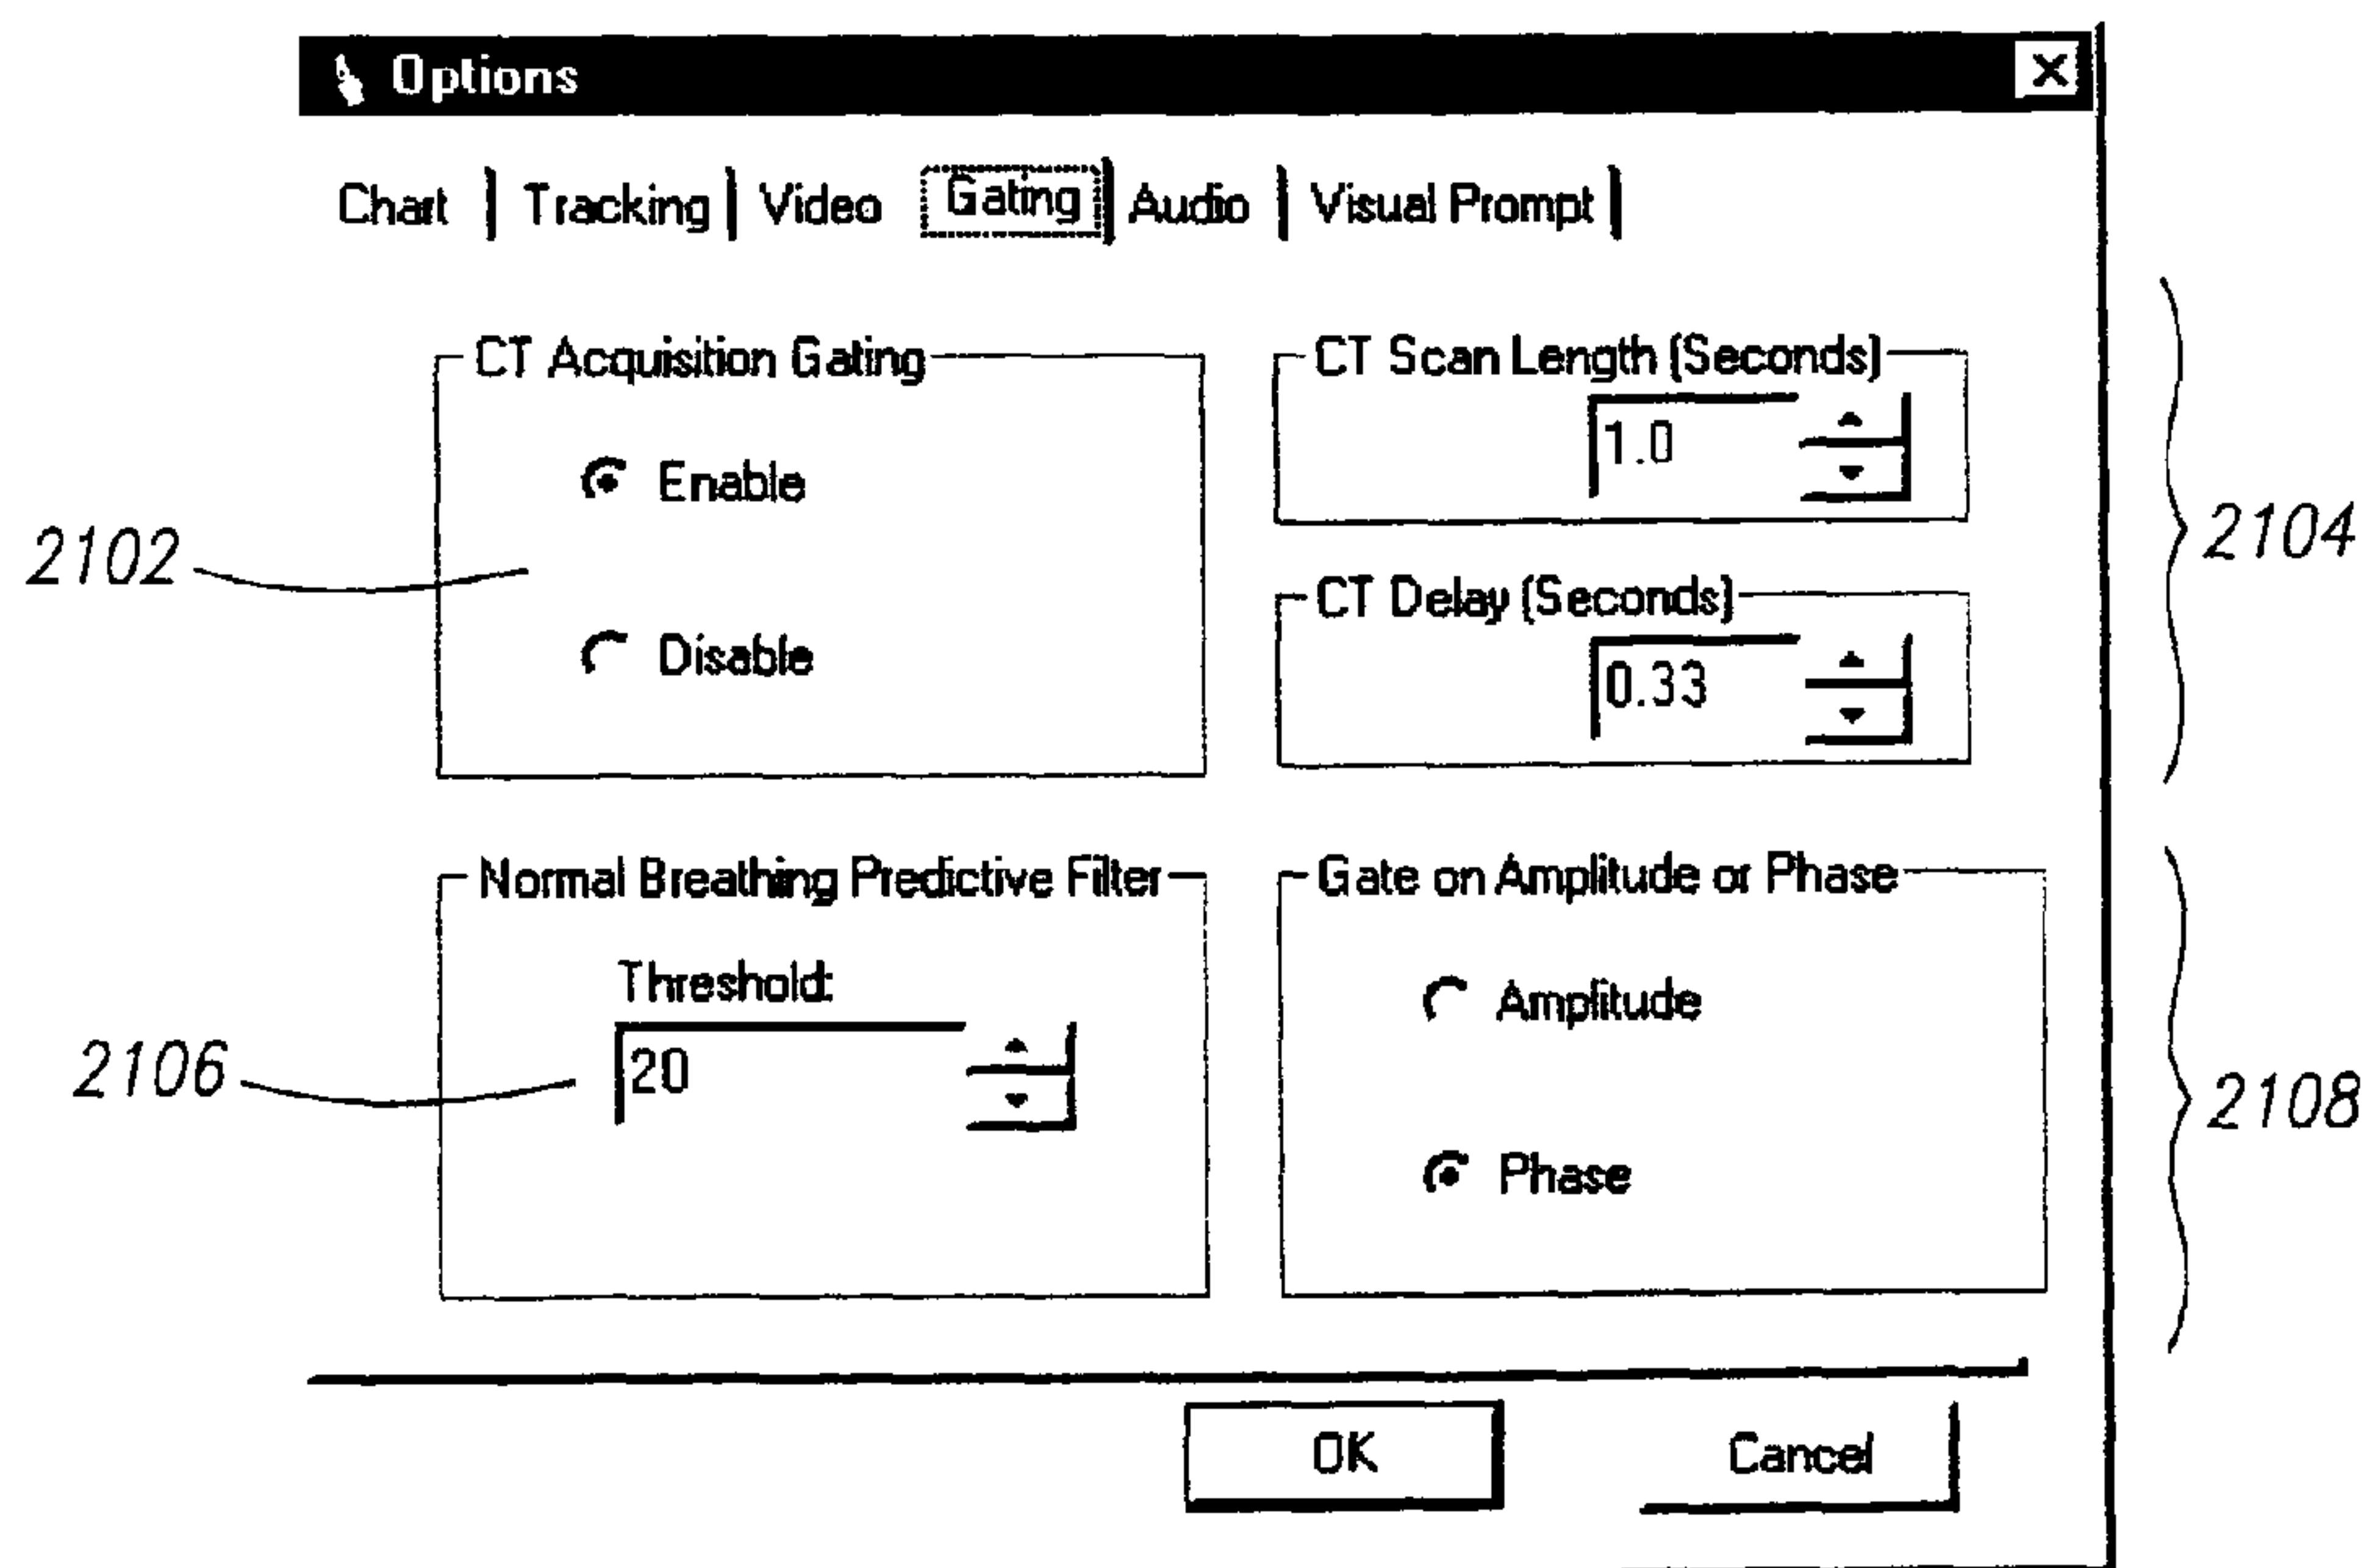 Options
Chart Tracking Video Gating Audio Visual Prompt
CT Acquisition Gating
Enable
Disable
2102
CT Scan Length (Seconds)
1.0
CT Delay (Seconds)
0.33
2104
Normal Breathing Predictive Filter
Threshold:
20
2106
Gate on Amplitude or Phase
Amplitude
Phase
2108
OK Cancel